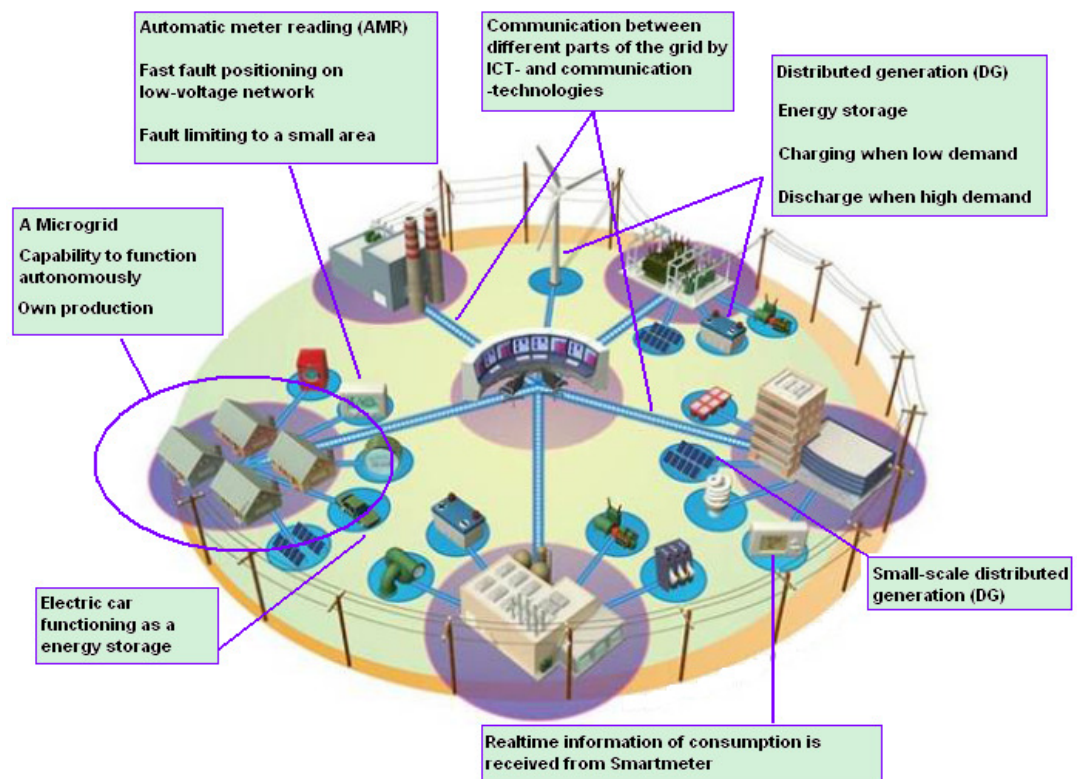 Automatic meter reading (AMR)
Fast fault positioning on
low-voltage network
Fault limiting to a small area
Communication between
different parts of the grid by
ICT- and communication
-technologies
Distributed generation (DG)
Energy storage
Charging when low demand
Discharge when high demand
A Microgrid
Capability to function
autonomously
Own production
Small-scale distributed
generation (DG)
Electric car
functioning as a
energy storage
Realtime information of consumption is
received from Smartmeter